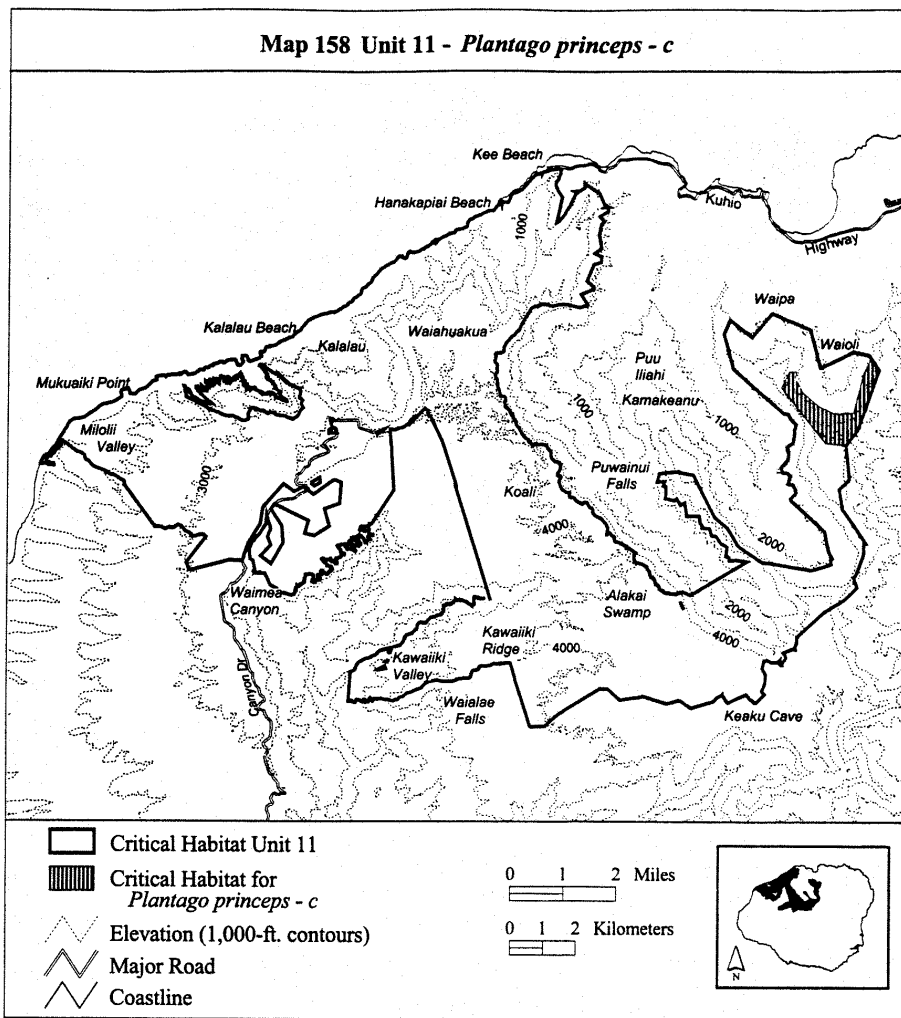 Map 158 Unit 11 - Plantago princeps - c
Kee Beach
Hanakapiai Beach
Kuhio
Highway
1000
Waipa
Kalalau Beach
Kalalau
Waiahuakua
Waioli
Puu
Iliahi
Mukuaiki Point
Kamakeanu
1000
1000
Milolii
Valley
3000
Puwainui
Falls
Koali
4000
2000
Waimea
Canyon
Alakai
Swamp
2000
4000
Kawaiiki
Ridge
4000
Kawaiiki
Valley
Canyon Dr
Waialae
Falls
Keaku Cave
Critical Habitat Unit 11
Critical Habitat for
Plantago princeps - c
Elevation (1,000-ft. contours)
Major Road
Coastline
0 1 2 Miles
0 1 2 Kilometers
N